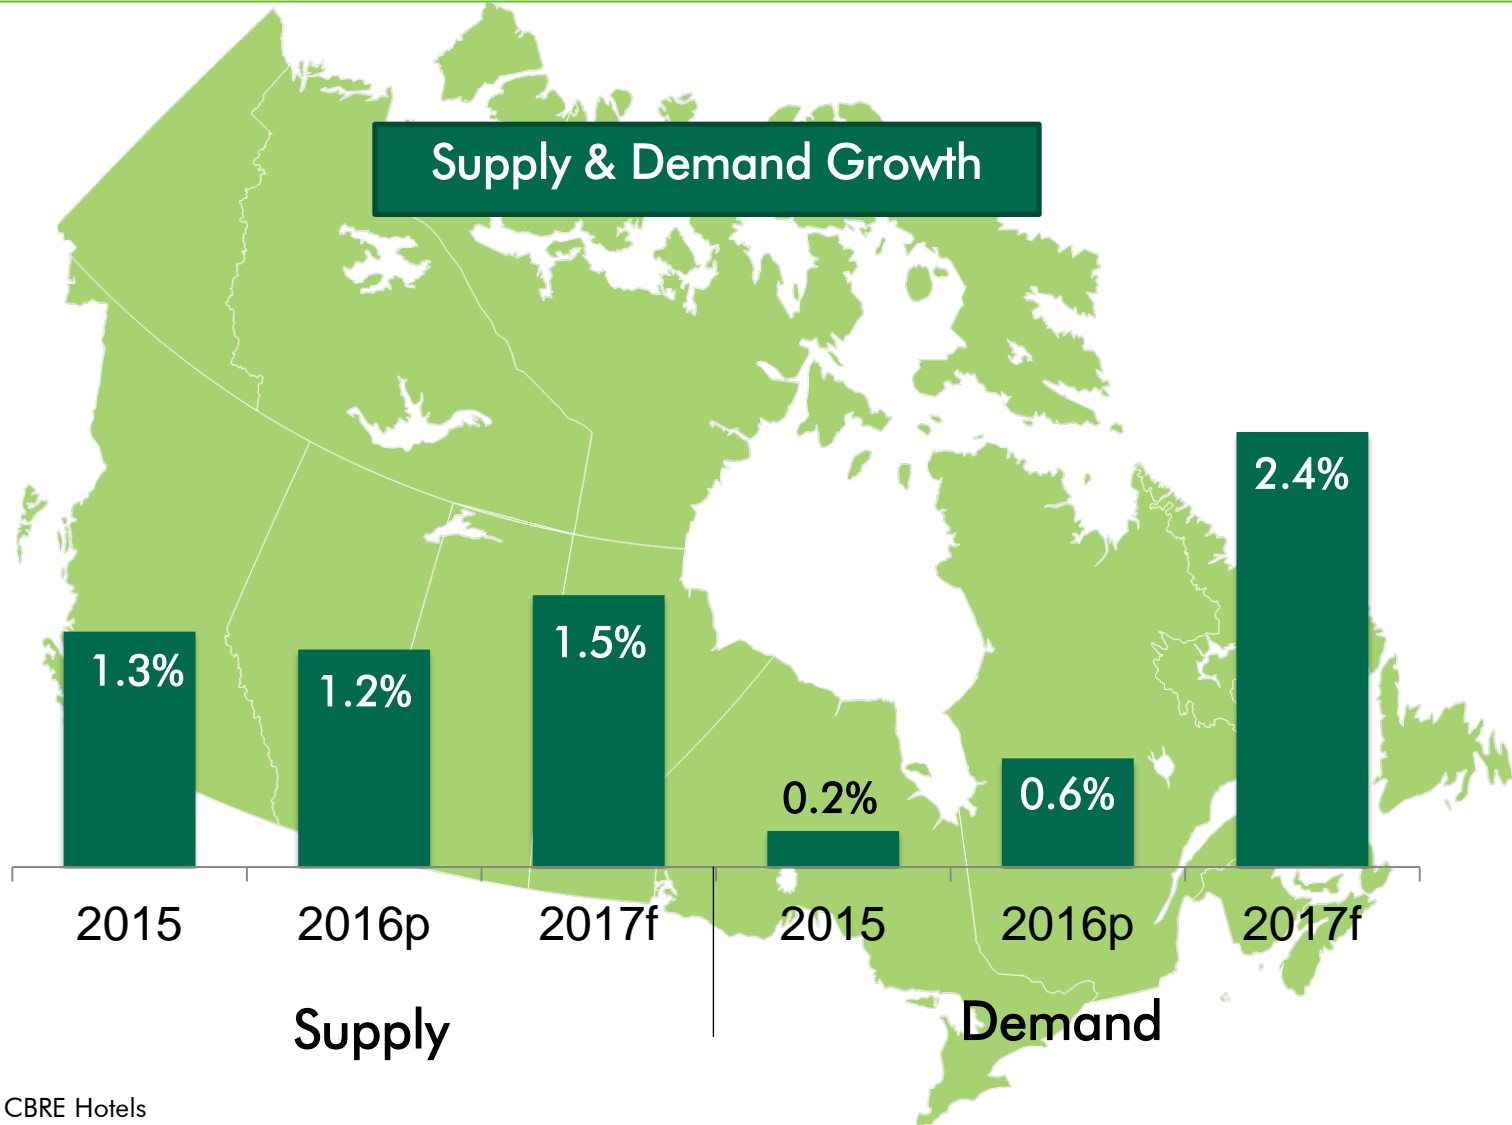 Supply & Demand Growth
1.3%
1.2%
1.5%
0.2%
0.6%
2.4%
2015
2016p
2017f
2015
2016p
2017f
Supply
Demand
CBRE Hotels